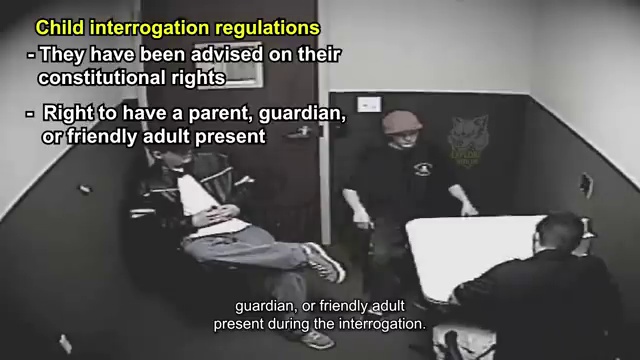 Child interrogation regulations
- They have been advised on their
constitutional rights
- Right to have a parent, guardian,
or friendly adult present
guardian, or friendly adult
present during the interrogation.